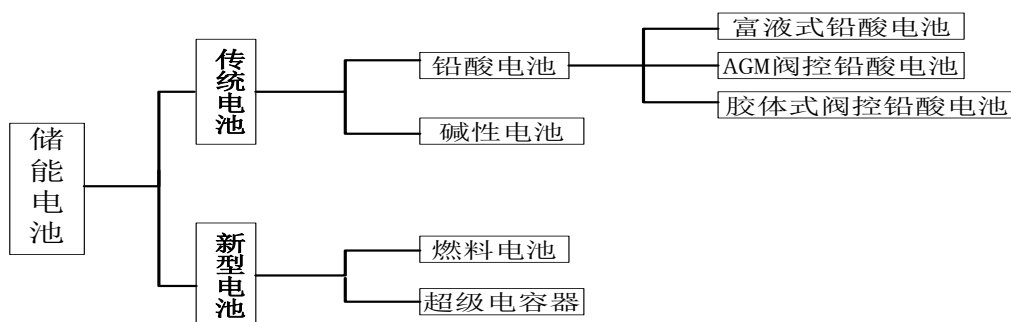 储能电池
传统电池
铅酸电池
富液式铅酸电池
AGM阀控铅酸电池
胶体式阀控铅酸电池
碱性电池
新型电池
燃料电池
超级电容器